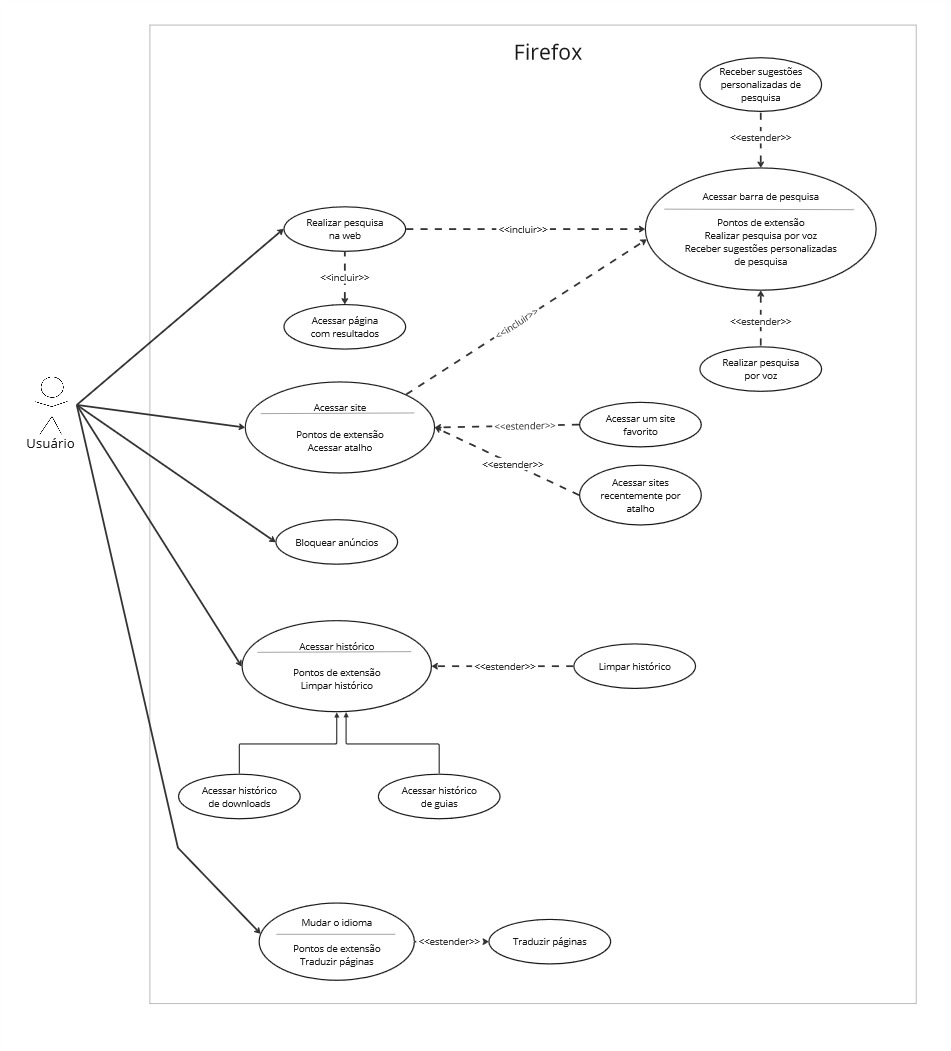 Firefox
Receber sugestões
personalizadas de
pesquisa
<<estender>>
Acessar barra de pesquisa
Pontos de extensão
Realizar pesquisa por voz
Receber sugestões personalizadas
de pesquisa
Realizar pesquisa
na web
<<incluir>>
<<incluir>>
Acessar página
com resultados
<<incluir>>
<<estender>>
Realizar pesquisa
por voz
Usuário
Acessar site
Pontos de extensão
Acessar atalho
<<estender>>
Acessar um site
favorito
<<estender>>
Acessar sites
recentemente por
atalho
Bloquear anúncios
Acessar histórico
Pontos de extensão
Limpar histórico
<<estender>>
Limpar histórico
Acessar histórico
de downloads
Acessar histórico
de guias
Mudar o idioma
Pontos de extensão
Traduzir páginas
<<estender>>
Traduzir páginas